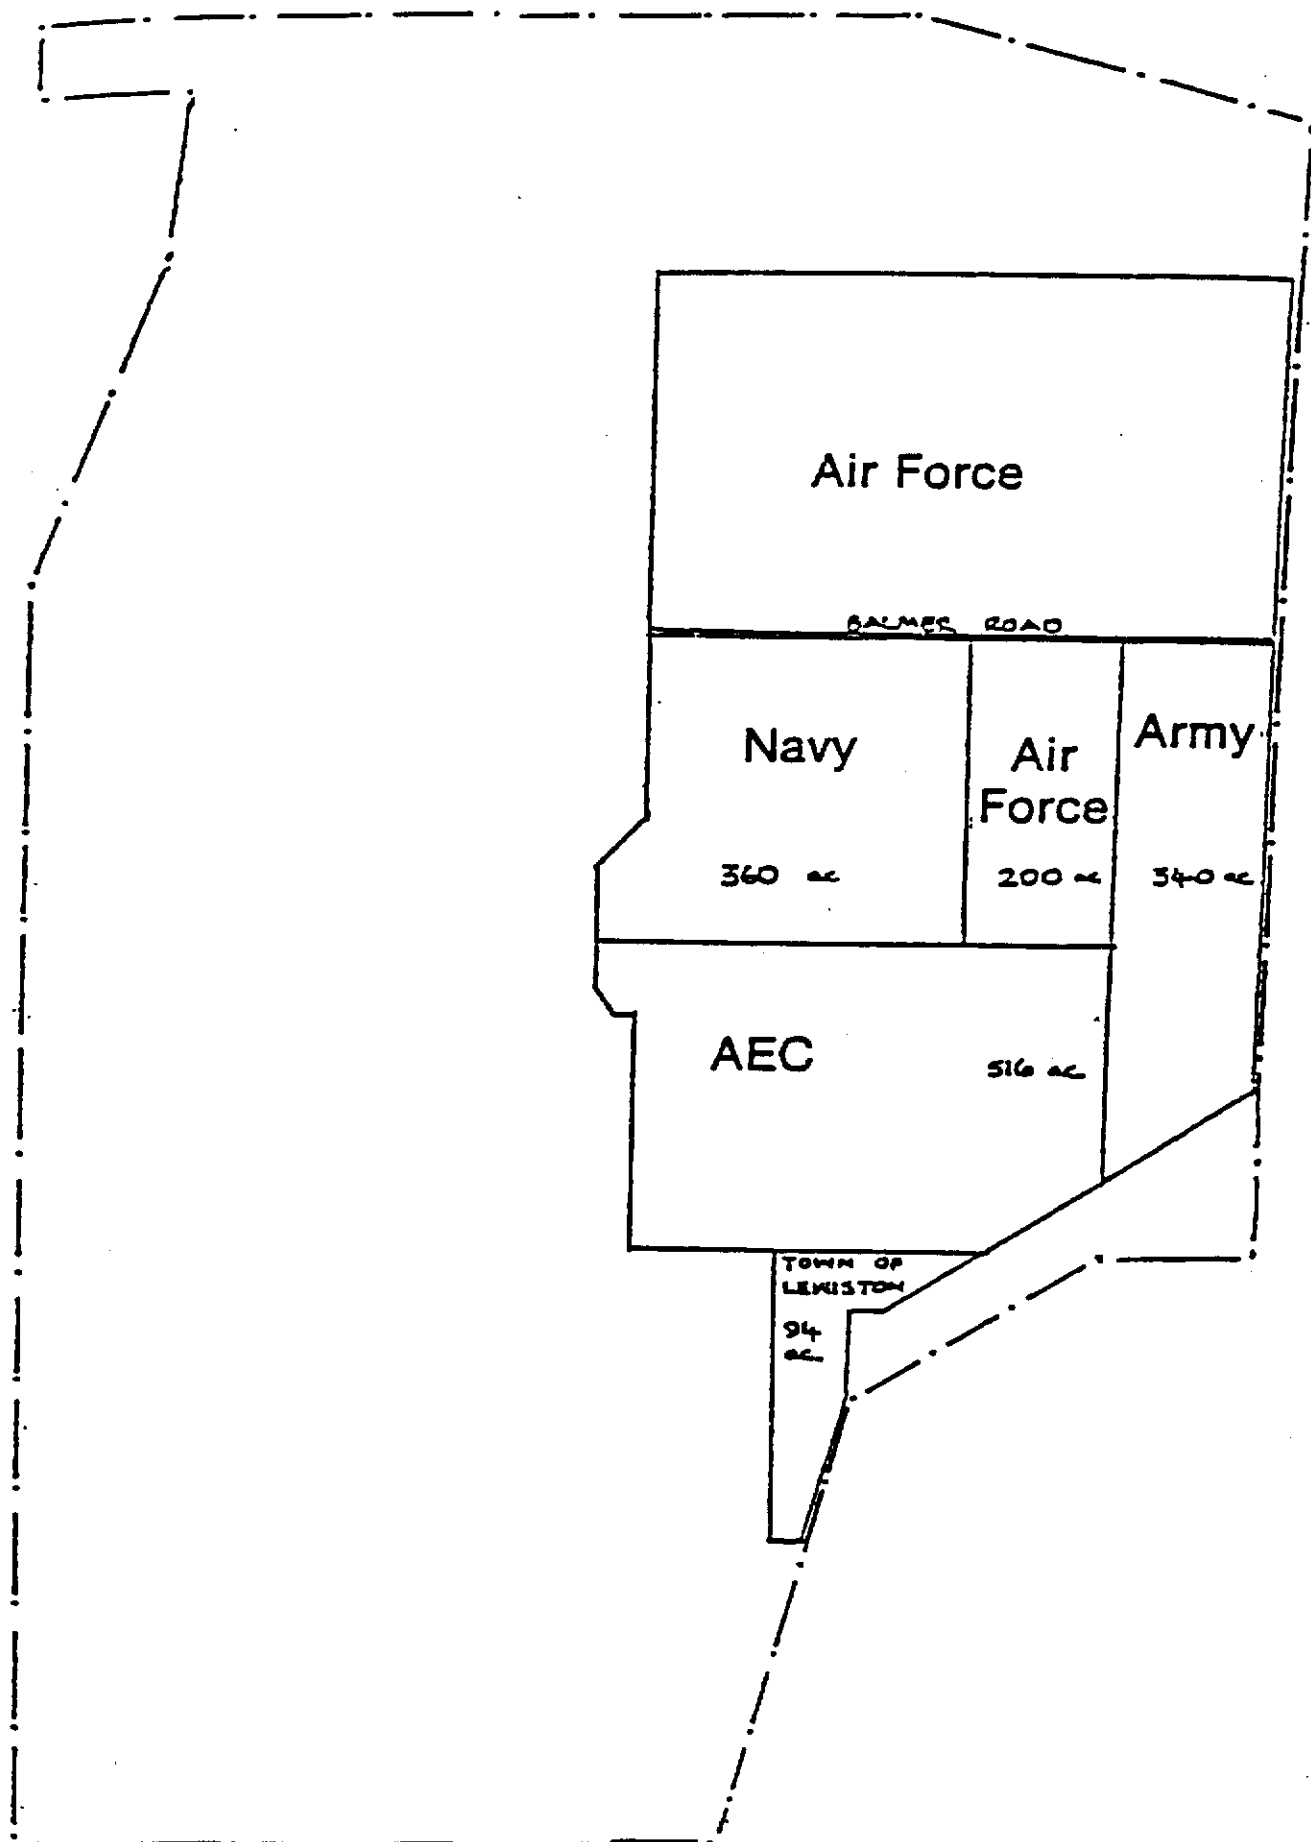 Air Force
BALMER ROAD
Navy
Air
Force
Army
360 ac
200 ac
340 ac
AEC
516 ac
TOWN OF
LEWISTON
94
ac